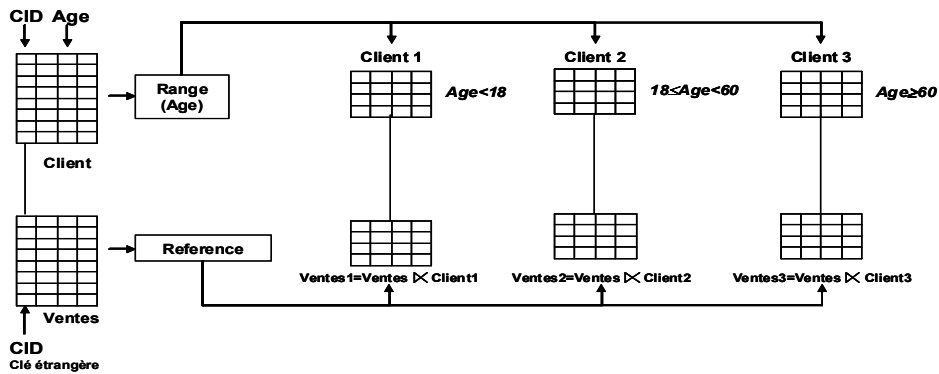 CID Age
Client 1
Client 2
Client 3
Range
(Age)
Age<18
18≤Age<60
Age≥60
Client
Reference
Ventes1=Ventes ⋈ Client1
Ventes2=Ventes ⋈ Client2
Ventes3=Ventes ⋈ Client3
Ventes
CID
Clé étrangère